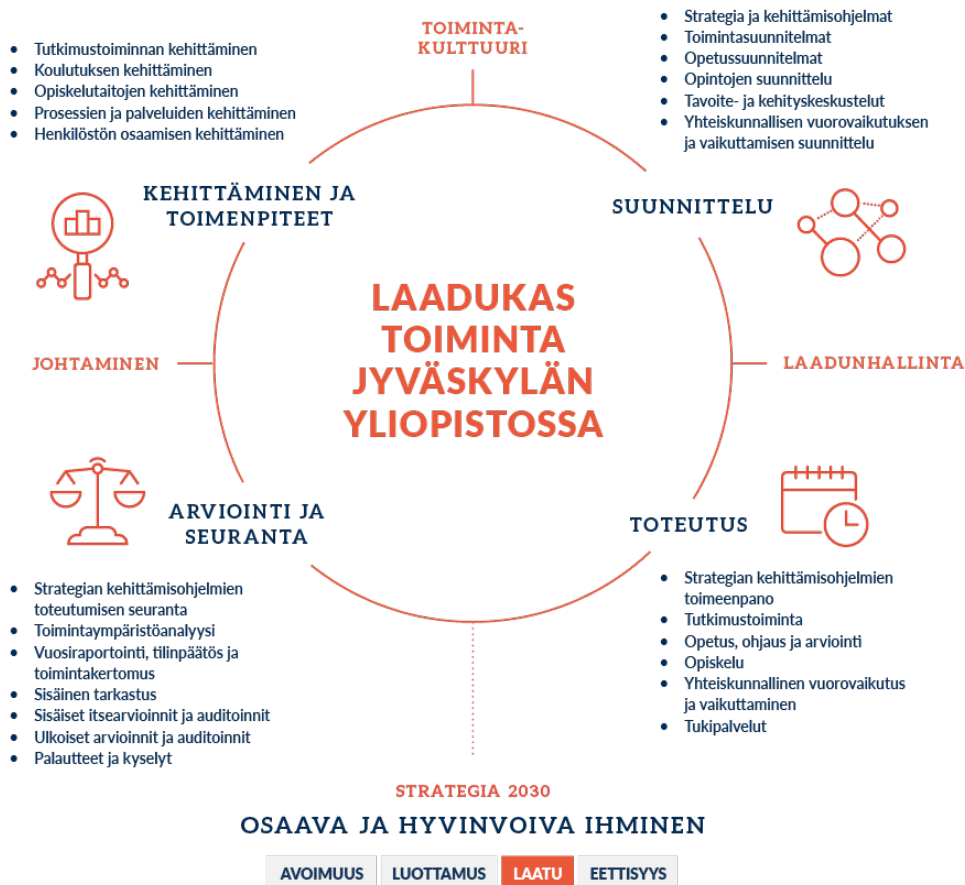 TOIMINTA-
KULTTUURI
• Tutkimustoiminnan kehittäminen
• Koulutuksen kehittäminen
• Opiskelutaitojen kehittäminen
• Prosessien ja palveluiden kehittäminen
• Henkilöstön osaamisen kehittäminen
• Strategia ja kehittämisohjelmat
• Toimintasuunnitelmat
• Opetussuunnitelmat
• Opintojen suunnittelu
• Tavoite- ja kehityskeskustelut
• Yhteiskunnallisen vuorovaikutuksen
ja vaikuttamisen suunnittelu
KEHITTÄMINEN JA
TOIMENPITEET
SUUNNITTELU
LAADUKAS
TOIMINTA
JYVÄSKYLÄN
YLIOPISTOSSA
JOHTAMINEN
LAADUNHALLINTA
ARVIOINTI JA
SEURANTA
TOTEUTUS
• Strategian kehittämisohjelmien
toteutumisen seuranta
• Toimintaympäristöanalyysi
• Vuosiraportointi, tilinpäätös ja
toimintakertomus
• Sisäinen tarkastus
• Sisäiset itsearvioinnit ja auditoinnit
• Ulkoiset arvioinnit ja auditoinnit
• Palautteet ja kyselyt
• Strategian kehittämisohjelmien
toimeenpano
• Tutkimustoiminta
• Opetus, ohjaus ja arviointi
• Opiskelu
• Yhteiskunnallinen vuorovaikutus
ja vaikuttaminen
• Tukipalvelut
STRATEGIA 2030
OSAAVA JA HYVINVOIVA IHMINEN
AVOIMUUS LUOTTAMUS LAATU EETTISYYS